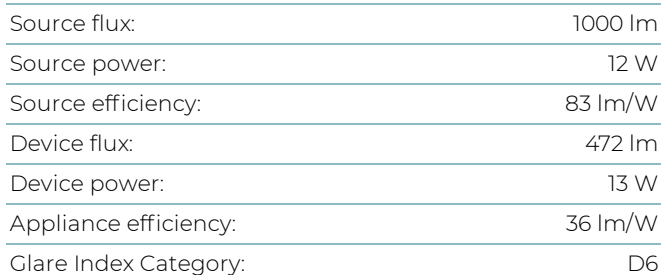 Source flux: 1000 lm
Source power: 12 W
Source efficiency: 83 lm/W
Device flux: 472 lm
Device power: 13 W
Appliance efficiency: 36 lm/W
Glare Index Category: D6